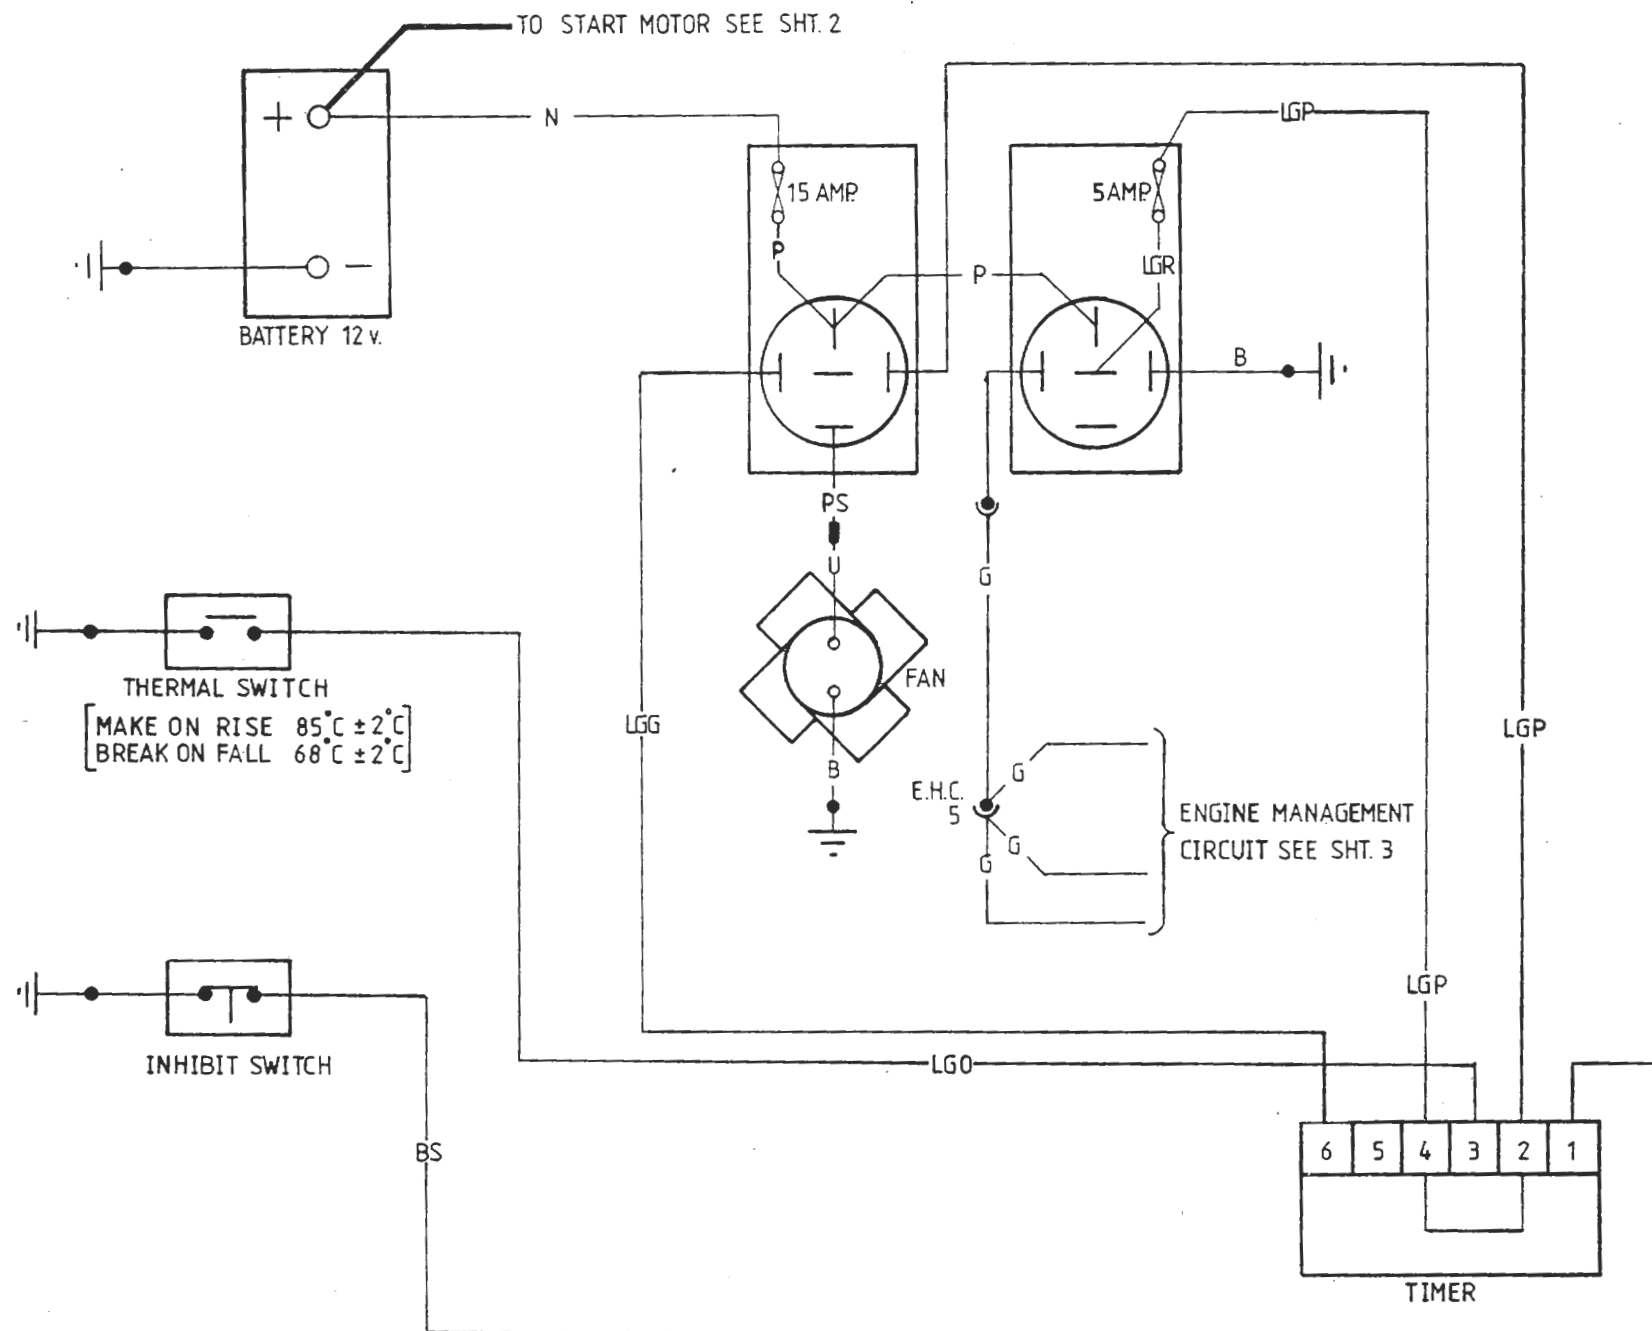 TO START MOTOR SEE SHT. 2
+
N
LGP
15 AMP.
5 AMP.
P
P
LGR
−
BATTERY 12 v.
B
PS
U
G
THERMAL SWITCH
FAN
[MAKE ON RISE 85°C ±2°C
BREAK ON FALL 68°C ±2°C]
LGG
LGP
B
G
E.H.C.
5
G
G
ENGINE MANAGEMENT
CIRCUIT SEE SHT. 3
LGP
INHIBIT SWITCH
LGO
BS
6 5 4 3 2 1
TIMER